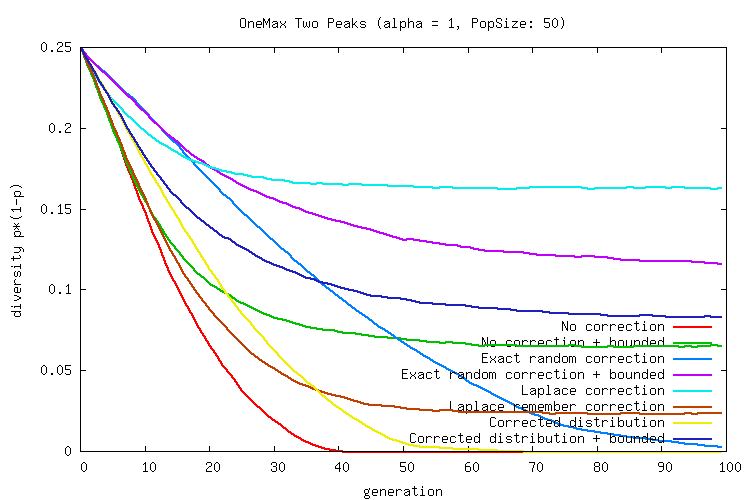 OneMax Two Peaks (alpha = 1, PopSize: 50)
0.25
0.2
0.15
0.1
0.05
0
diversity p*(1-p)
No correction
No correction + bounded
Exact random correction
Exact random correction + bounded
Laplace correction
Laplace remember correction
Corrected distribution
Corrected distribution + bounded
0 10 20 30 40 50 60 70 80 90 100
generation